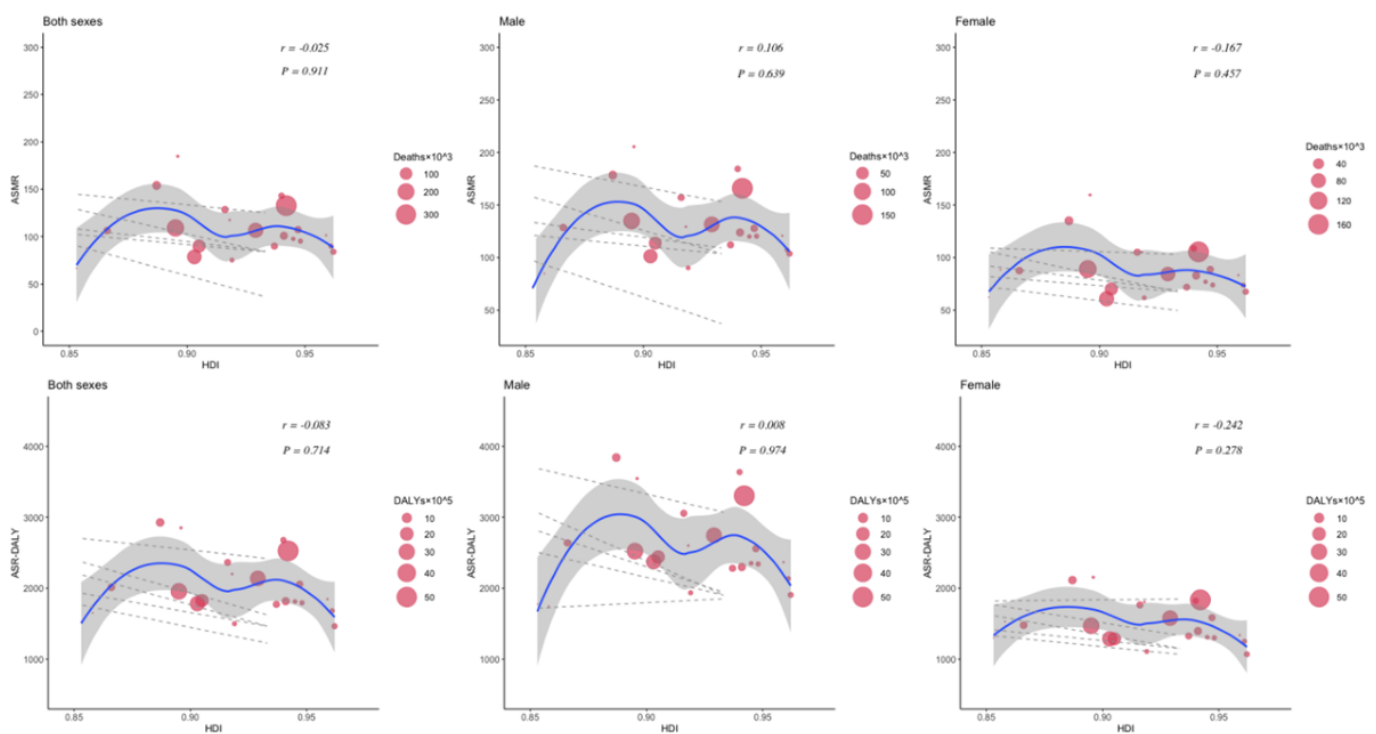 Both sexes
r = -0.025
P = 0.911
300
250
200
150
100
50
0
ASMR
0.85
0.90
0.95
HDI
Deaths×10^3
100
200
300
Male
r = 0.106
P = 0.639
300
250
200
150
100
50
ASMR
0.85
0.90
0.95
HDI
Deaths×10^3
50
100
150
Female
r = -0.167
P = 0.457
300
250
200
150
100
50
ASMR
0.85
0.90
0.95
HDI
Deaths×10^3
40
80
120
160
Both sexes
r = -0.083
P = 0.714
4000
3000
2000
1000
ASR-DALY
0.85
0.90
0.95
HDI
DALYs×10^5
10
20
30
40
50
Male
r = 0.008
P = 0.974
4000
3000
2000
1000
ASR-DALY
0.85
0.90
0.95
HDI
DALYs×10^5
10
20
30
40
50
Female
r = -0.242
P = 0.278
4000
3000
2000
1000
ASR-DALY
0.85
0.90
0.95
HDI
DALYs×10^5
10
20
30
40
50